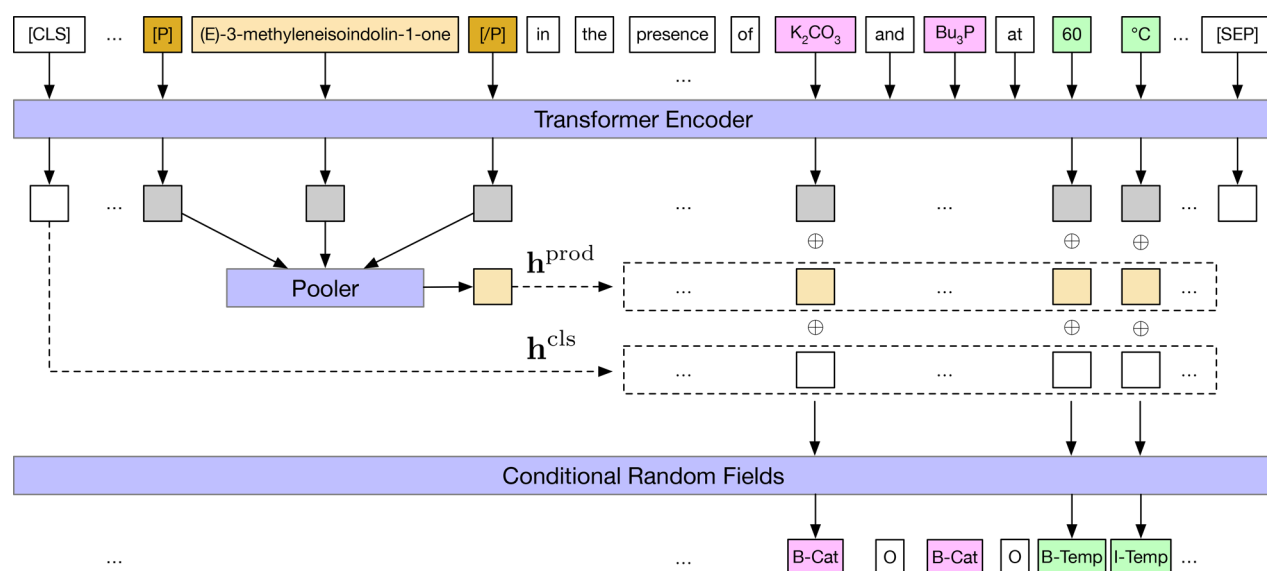 [CLS] ... [P] (E)-3-methyleneisoindolin-1-one [/P] in the presence of K₂CO₃ and Bu₃P at 60 °C ... [SEP]
...
Transformer Encoder
... ... ... ...
⊕ ⊕ ⊕
Pooler h^prod ... ... ...
⊕ ⊕ ⊕
h^cls ... ... ...
Conditional Random Fields
... ... B-Cat O B-Cat O B-Temp I-Temp ...